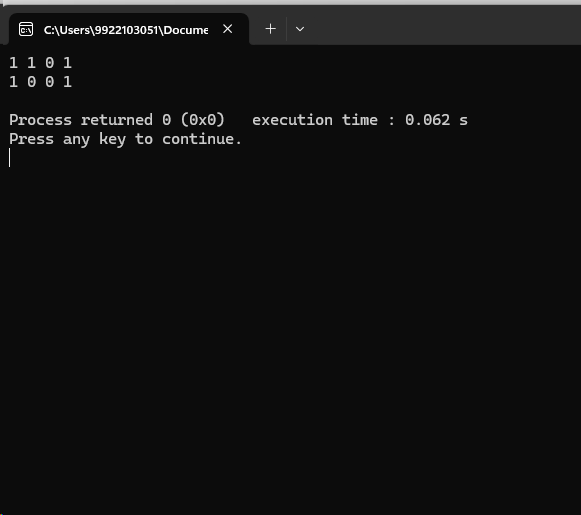 C:\Users\9922103051\Docume
1 1 0 1
1 0 0 1
Process returned 0 (0x0)   execution time : 0.062 s
Press any key to continue.